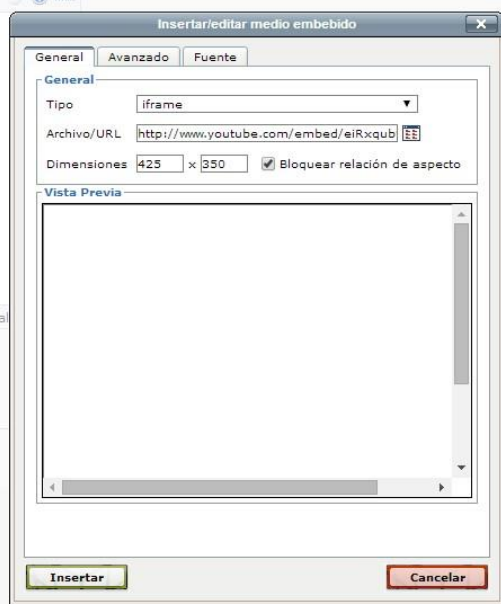 Insertar/editar medio embebido
General Avanzado Fuente
General
Tipo iframe
Archivo/URL http://www.youtube.com/embed/eiRxqub
Dimensiones 425 x 350 Bloquear relación de aspecto
Vista Previa
al
Insertar Cancelar